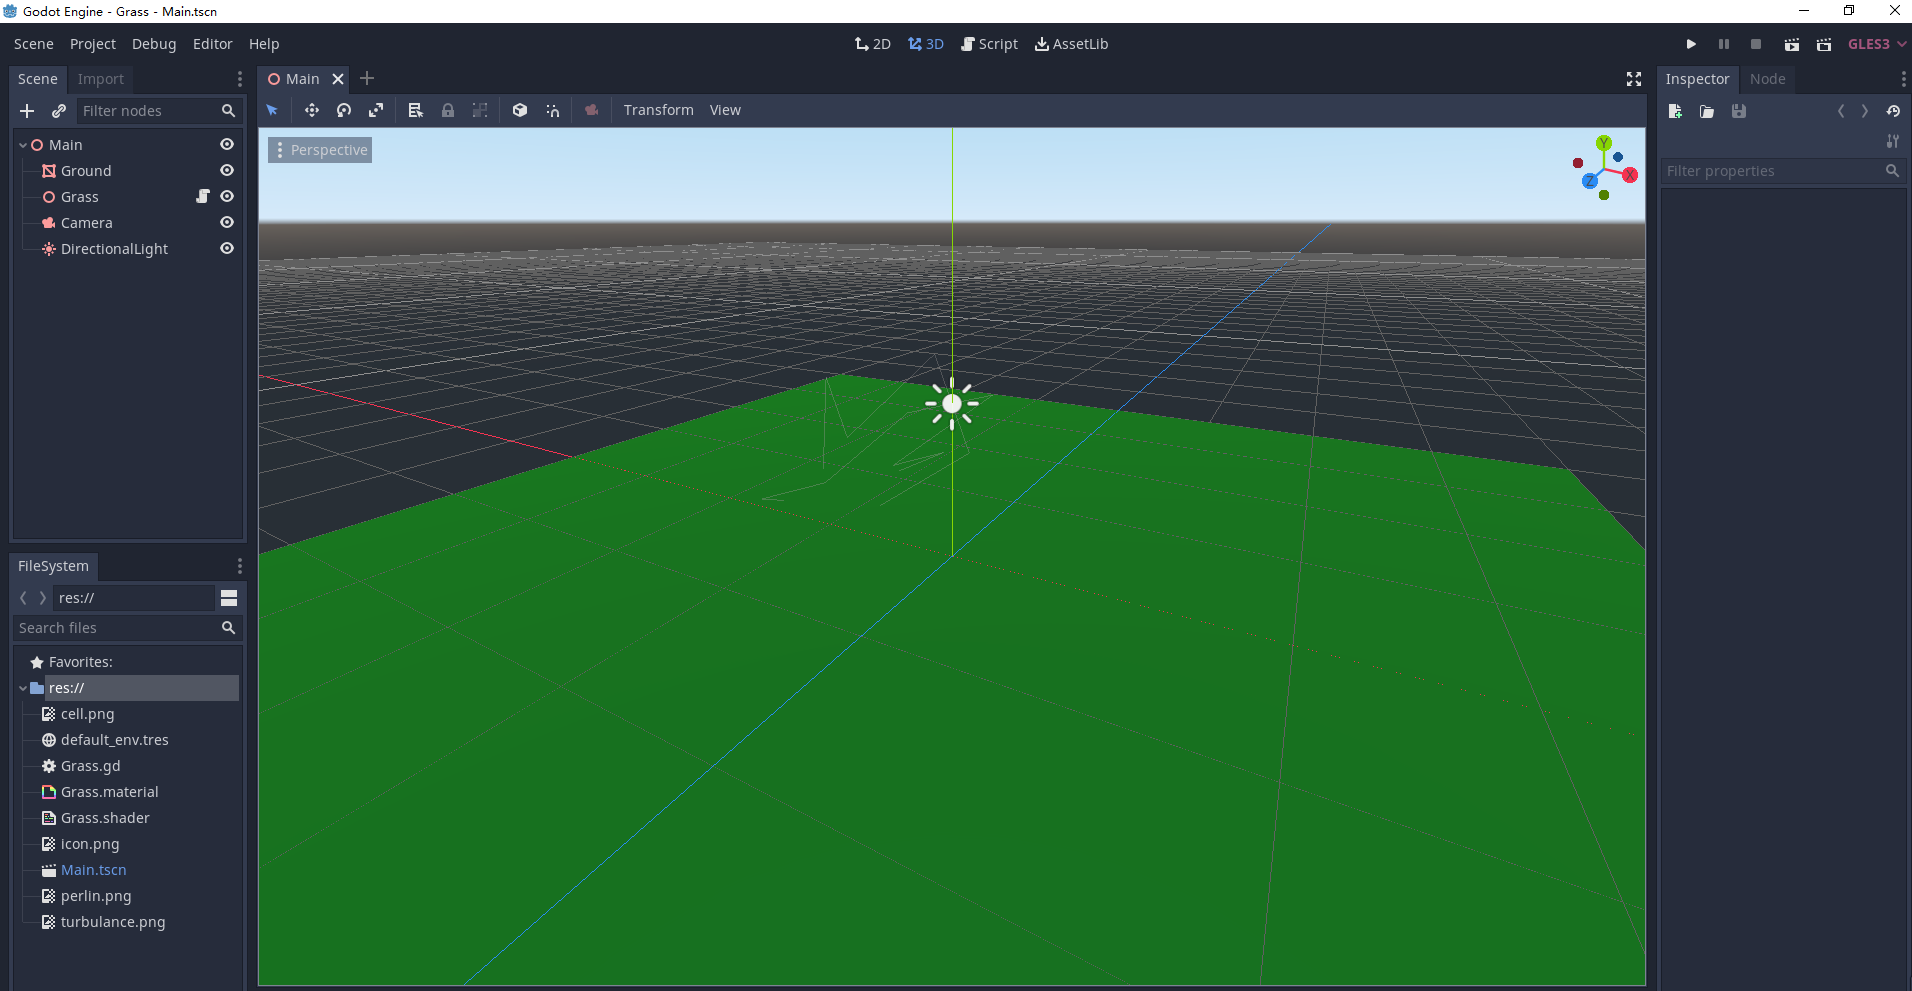 Godot Engine - Grass - Main.tscn
Scene Project Debug Editor Help
2D 3D Script AssetLib
GLES3
Scene Import
Main
Inspector Node
Filter nodes
Transform View
Perspective
Y
X
Z
Filter properties
Main
Ground
Grass
Camera
DirectionalLight
FileSystem
res://
Search files
Favorites:
res://
cell.png
default_env.tres
Grass.gd
Grass.material
Grass.shader
icon.png
Main.tscn
perlin.png
turbulance.png